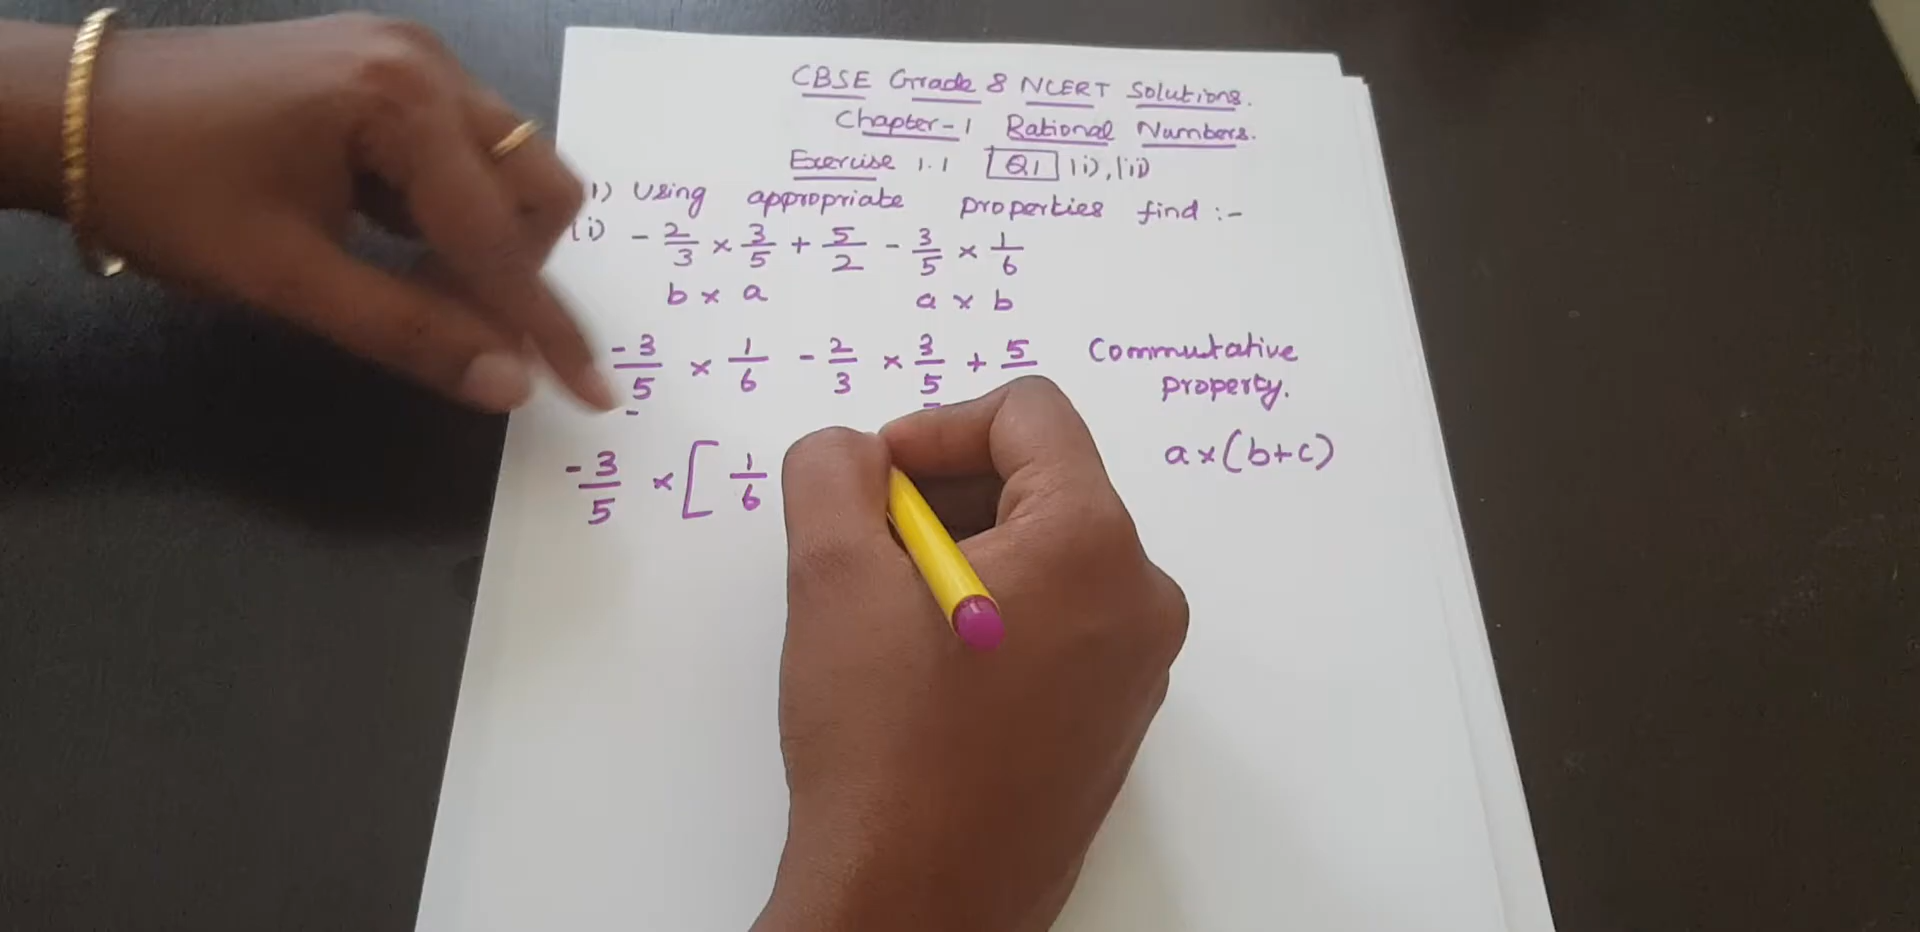 CBSE Grade 8 NCERT Solutions.
Chapter-1 Rational Numbers.
Exercise 1.1 Q1 (i), (ii)
1) Using appropriate properties find :-
(i) - 2/3 × 3/5 + 5/2 - 3/5 × 1/6
b × a a × b
-3/5 × 1/6 - 2/3 × 3/5 + 5 Commutative
property.
-3/5 × [ 1/6 a×(b+c)